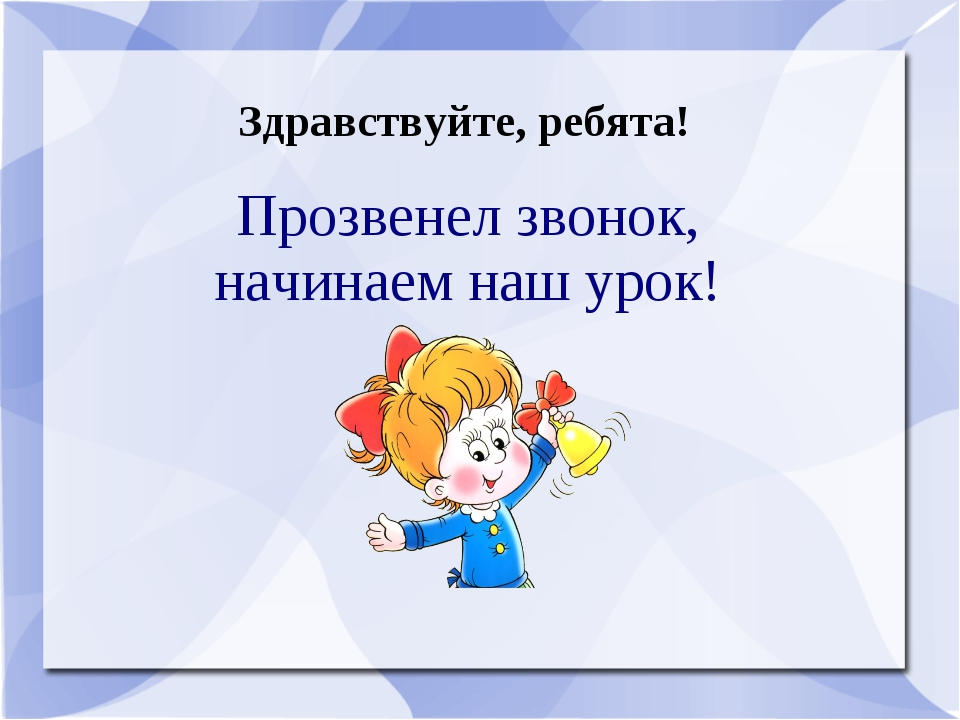 Здравствуйте, ребята!
Прозвенел звонок,
начинаем наш урок!